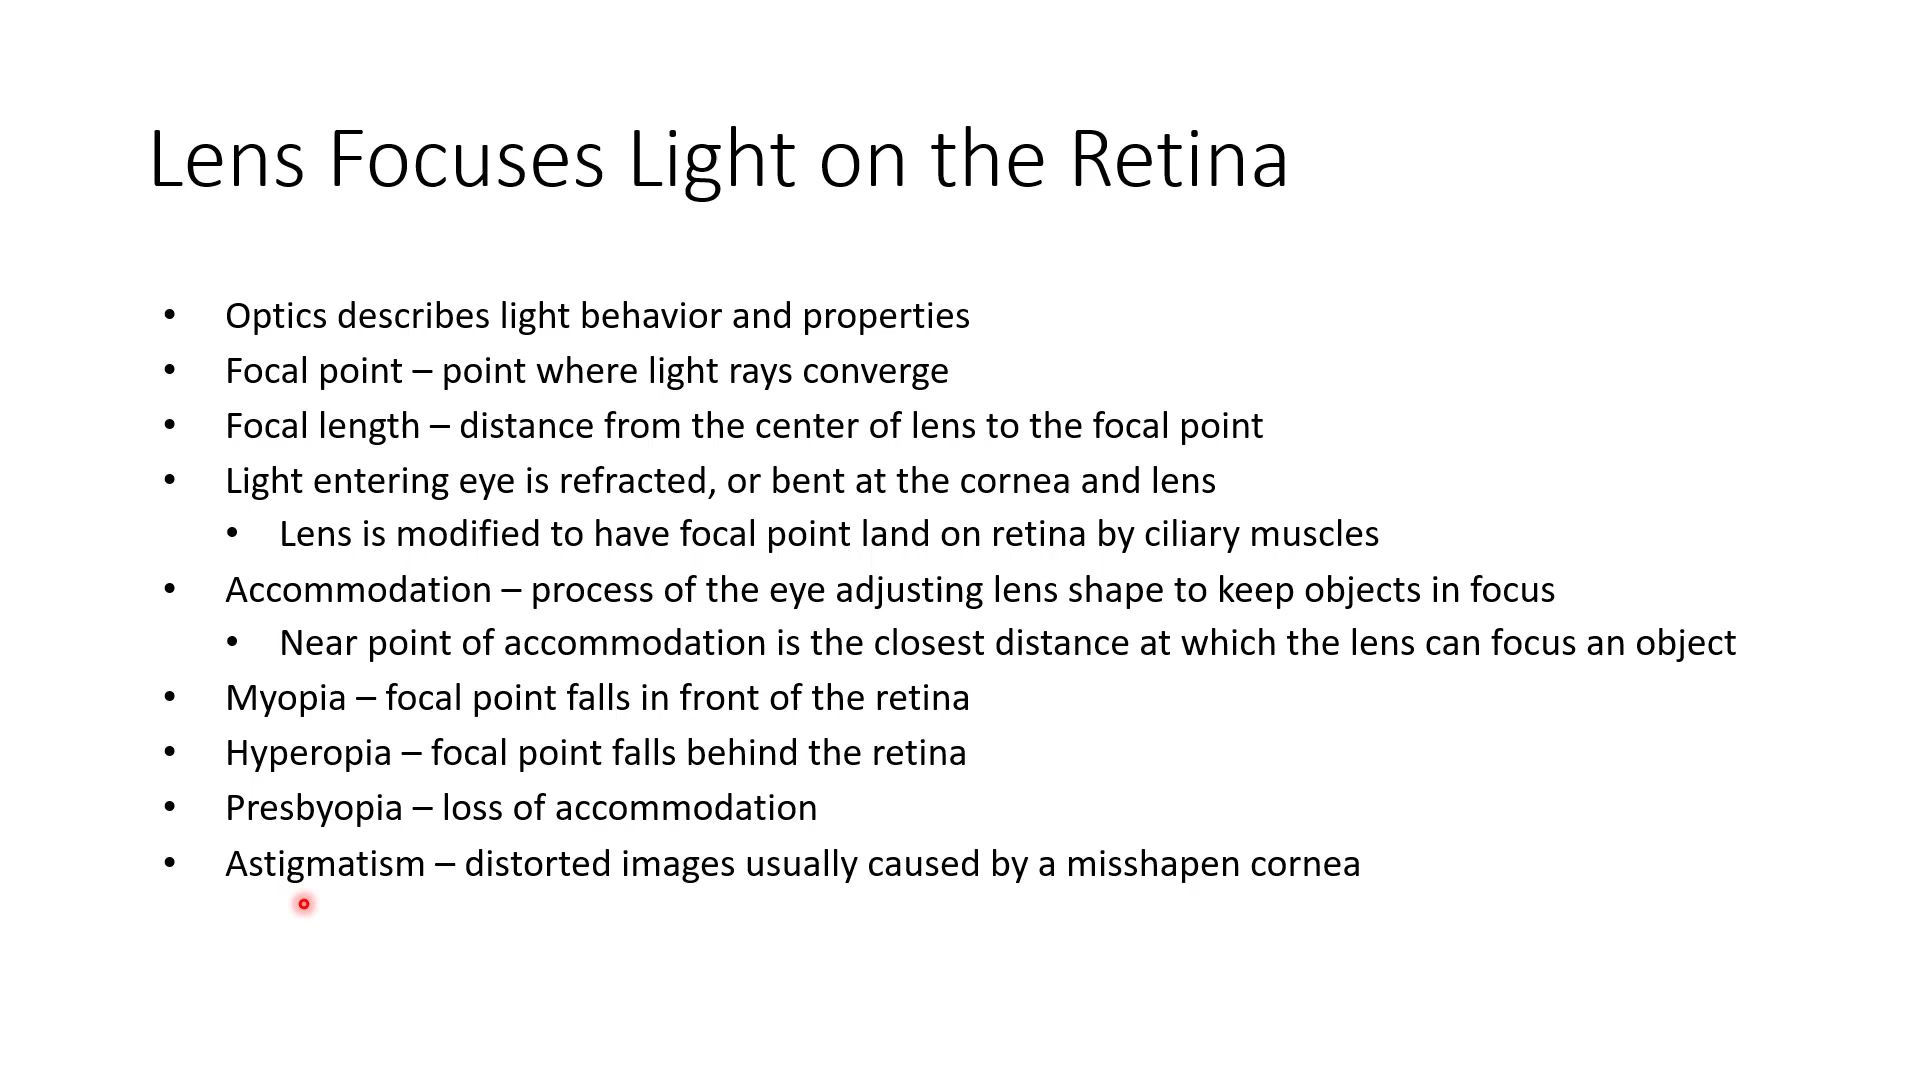 Lens Focuses Light on the Retina
• Optics describes light behavior and properties
• Focal point – point where light rays converge
• Focal length – distance from the center of lens to the focal point
• Light entering eye is refracted, or bent at the cornea and lens
• Lens is modified to have focal point land on retina by ciliary muscles
• Accommodation – process of the eye adjusting lens shape to keep objects in focus
• Near point of accommodation is the closest distance at which the lens can focus an object
• Myopia – focal point falls in front of the retina
• Hyperopia – focal point falls behind the retina
• Presbyopia – loss of accommodation
• Astigmatism – distorted images usually caused by a misshapen cornea